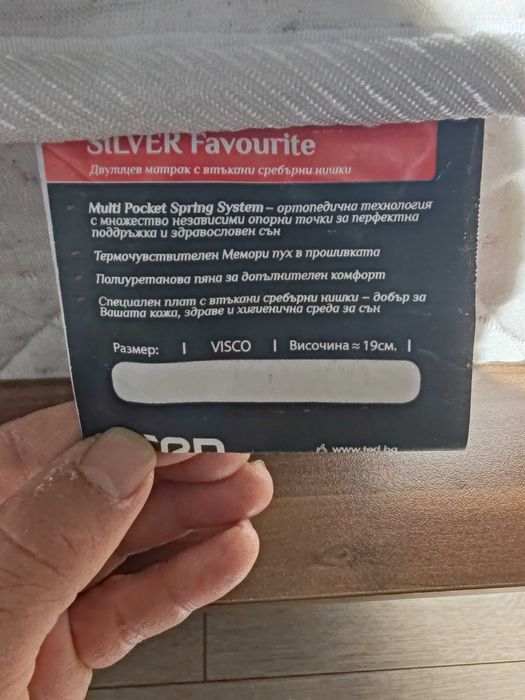 SILVER Favourite
Двулицев матрак с втъкани сребърни нишки
Multi Pocket Spring System – ортопедична технология
с множество независими опорни точки за перфектна
поддръжка и здравословен сън
Термочувствителен Мемори пух в прошивката
Полиуретанова пяна за допълнителен комфорт
Специален плат с втъкани сребърни нишки – добър за
Вашата кожа, здраве и хигиенична среда за сън
Размер: | VISCO | Височина ≈ 19см. |
www.ted.bg